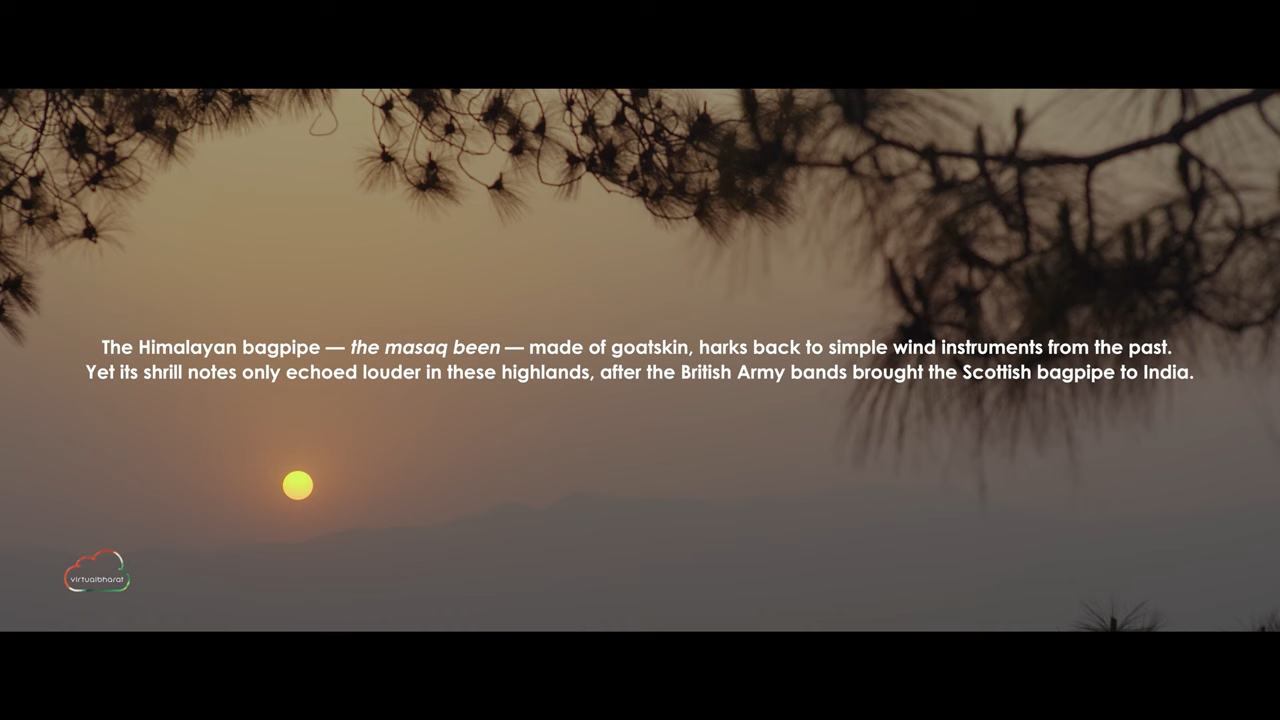 The Himalayan bagpipe — the masaq been — made of goatskin, harks back to simple wind instruments from the past.
Yet its shrill notes only echoed louder in these highlands, after the British Army bands brought the Scottish bagpipe to India.
virtualbharat